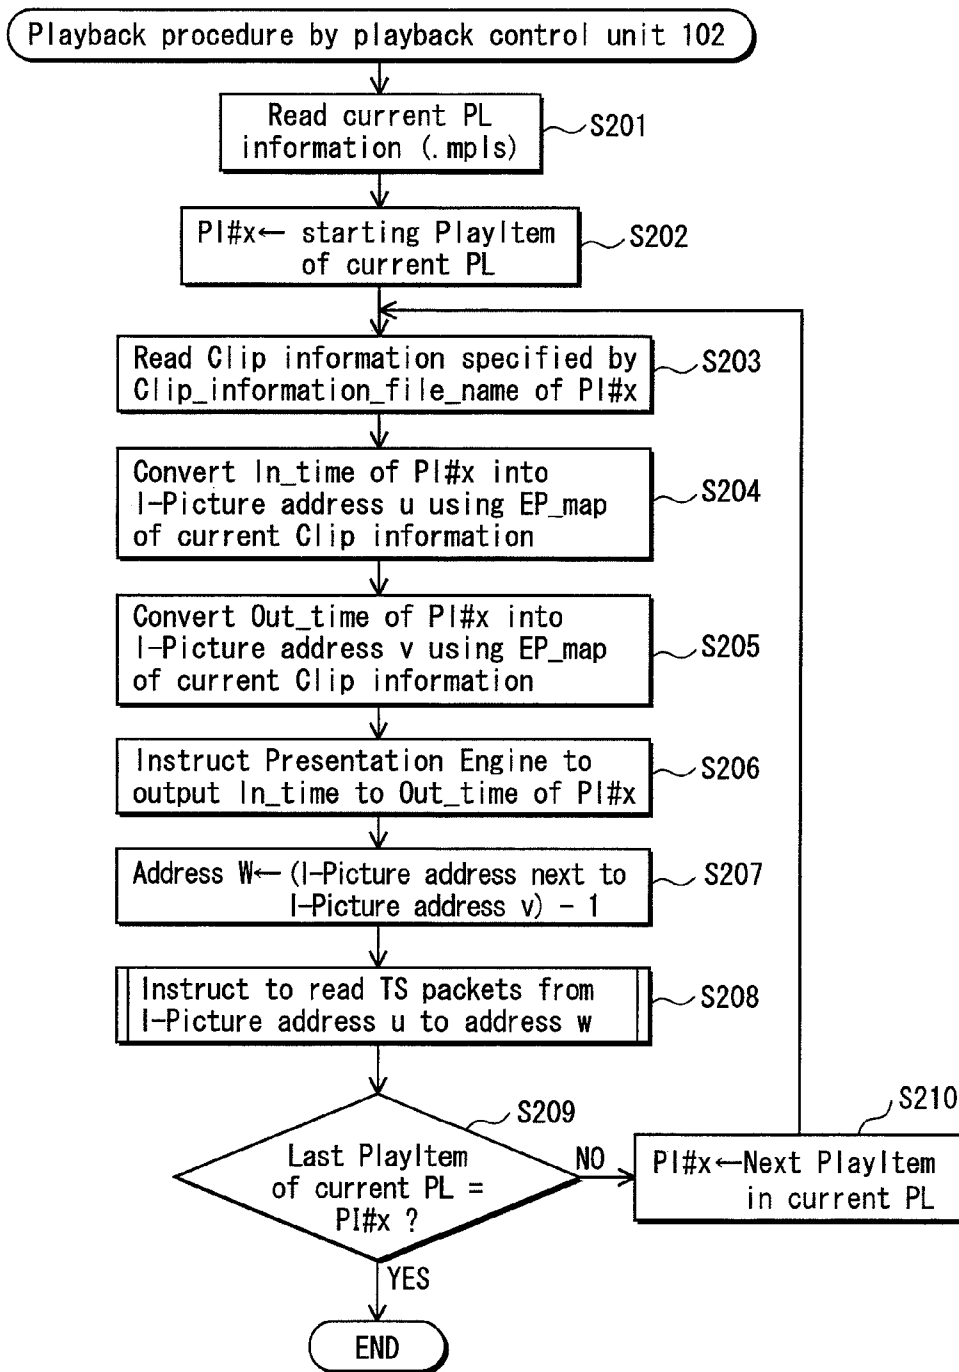 Playback procedure by playback control unit 102
Read current PL
information (.mpls)
S201
PI#x← starting PlayItem
of current PL
S202
Read Clip information specified by
Clip_information_file_name of PI#x
S203
Convert In_time of PI#x into
I-Picture address u using EP_map
of current Clip information
S204
Convert Out_time of PI#x into
I-Picture address v using EP_map
of current Clip information
S205
Instruct Presentation Engine to
output In_time to Out_time of PI#x
S206
Address W← (I-Picture address next to
I-Picture address v) - 1
S207
Instruct to read TS packets from
I-Picture address u to address w
S208
Last PlayItem
of current PL =
PI#x ?
S209
NO
PI#x←Next PlayItem
in current PL
S210
YES
END